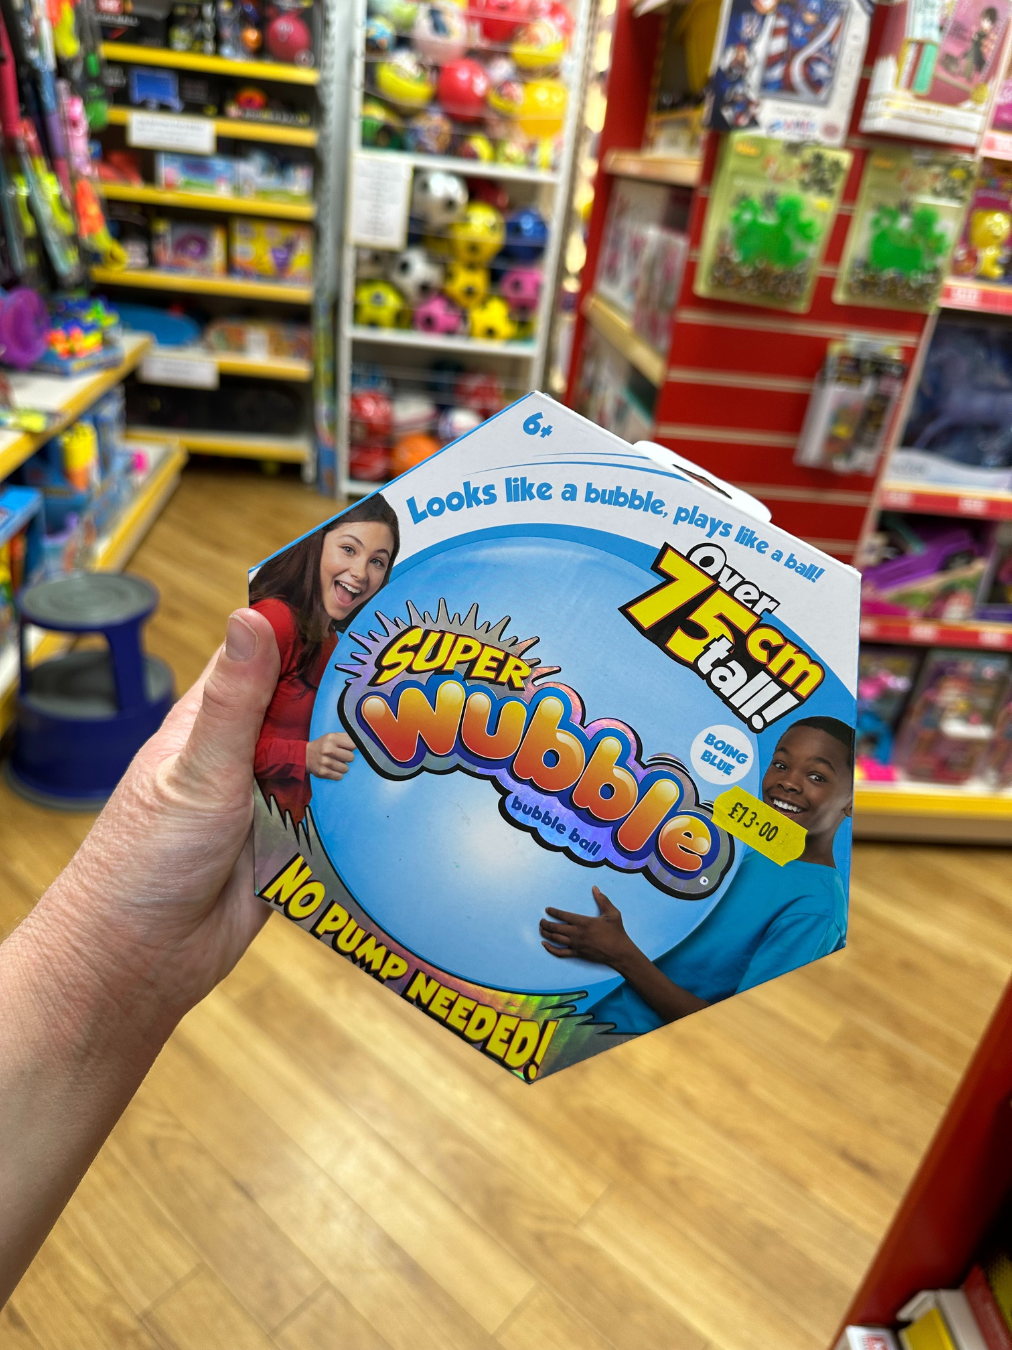 6+
Looks like a bubble, plays like a ball!
Over
75cm
tall!
SUPER
Wubble
bubble ball
BOING
BLUE
£13.00
NO PUMP NEEDED!